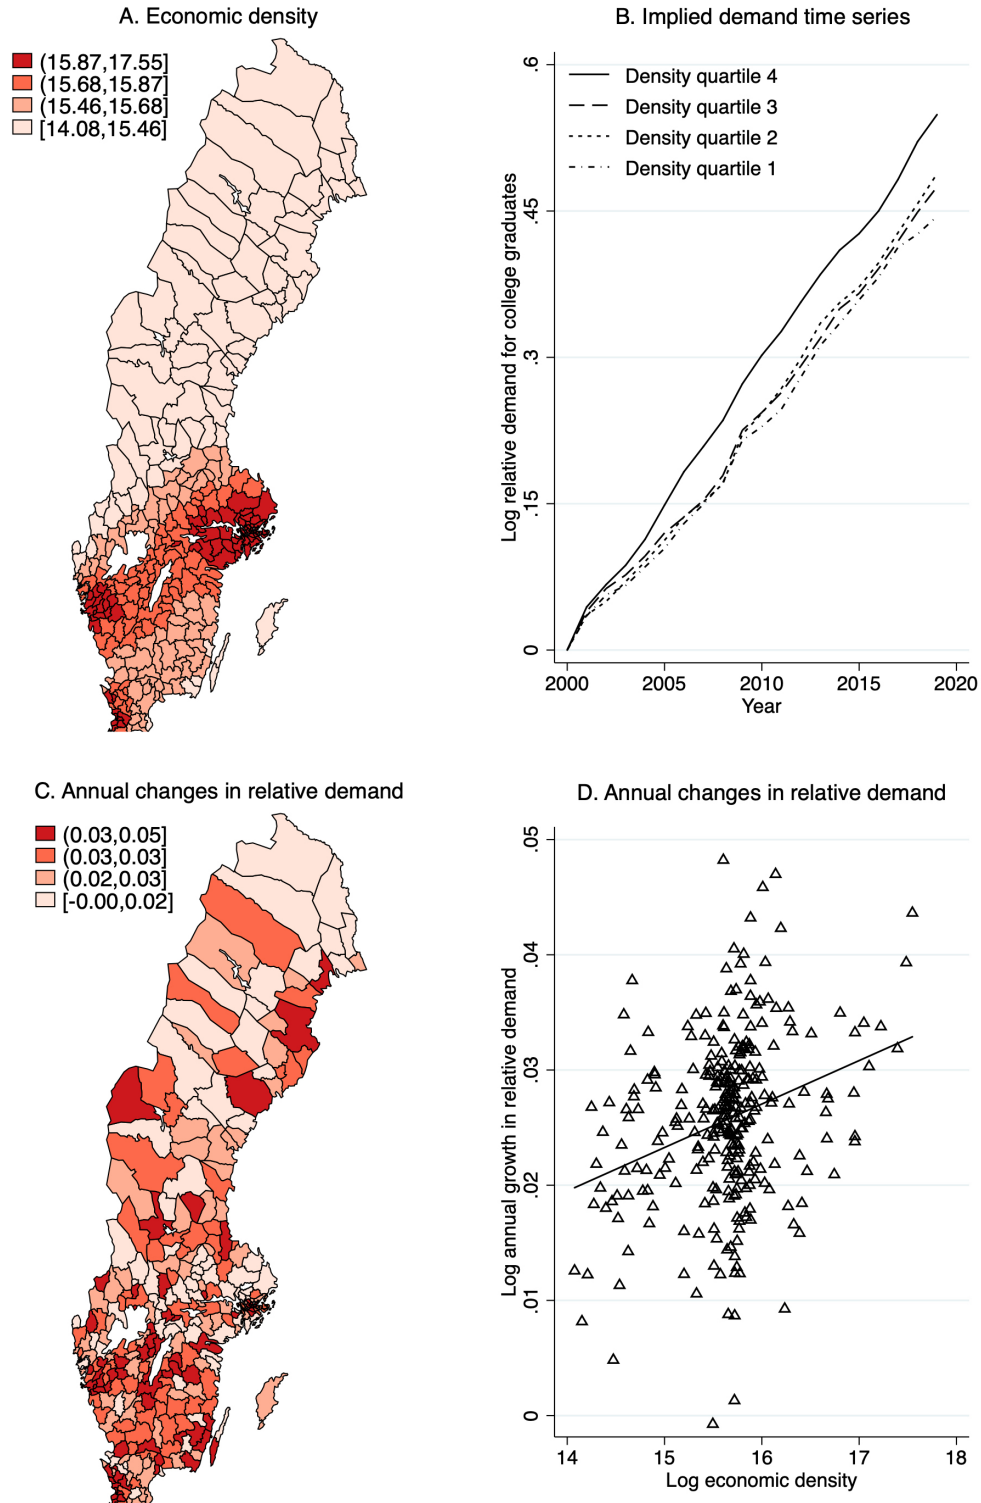 A. Economic density
(15.87,17.55]
(15.68,15.87]
(15.46,15.68]
[14.08,15.46]
B. Implied demand time series
Log relative demand for college graduates
.6
.45
.3
.15
0
Density quartile 4
Density quartile 3
Density quartile 2
Density quartile 1
2000 2005 2010 2015 2020
Year
C. Annual changes in relative demand
(0.03,0.05]
(0.03,0.03]
(0.02,0.03]
[-0.00,0.02]
D. Annual changes in relative demand
Log annual growth in relative demand
.05
.04
.03
.02
.01
0
14 15 16 17 18
Log economic density